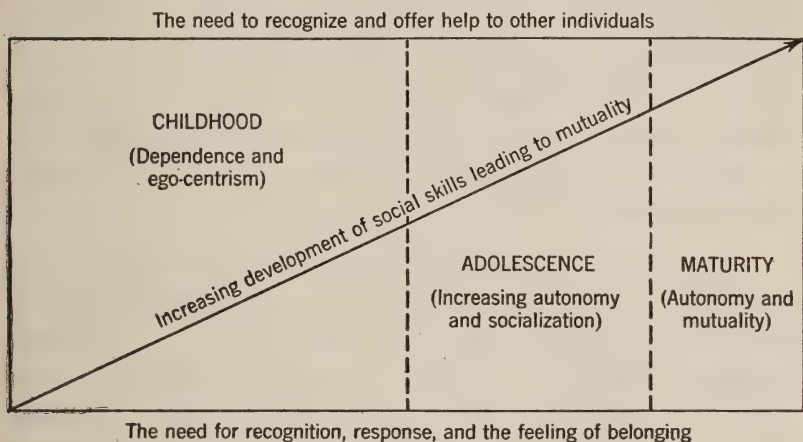 The need to recognize and offer help to other individuals
CHILDHOOD
(Dependence and
ego-centrism)
Increasing development of social skills leading to mutuality
ADOLESCENCE
(Increasing autonomy
and socialization)
MATURITY
(Autonomy and
mutuality)
The need for recognition, response, and the feeling of belonging